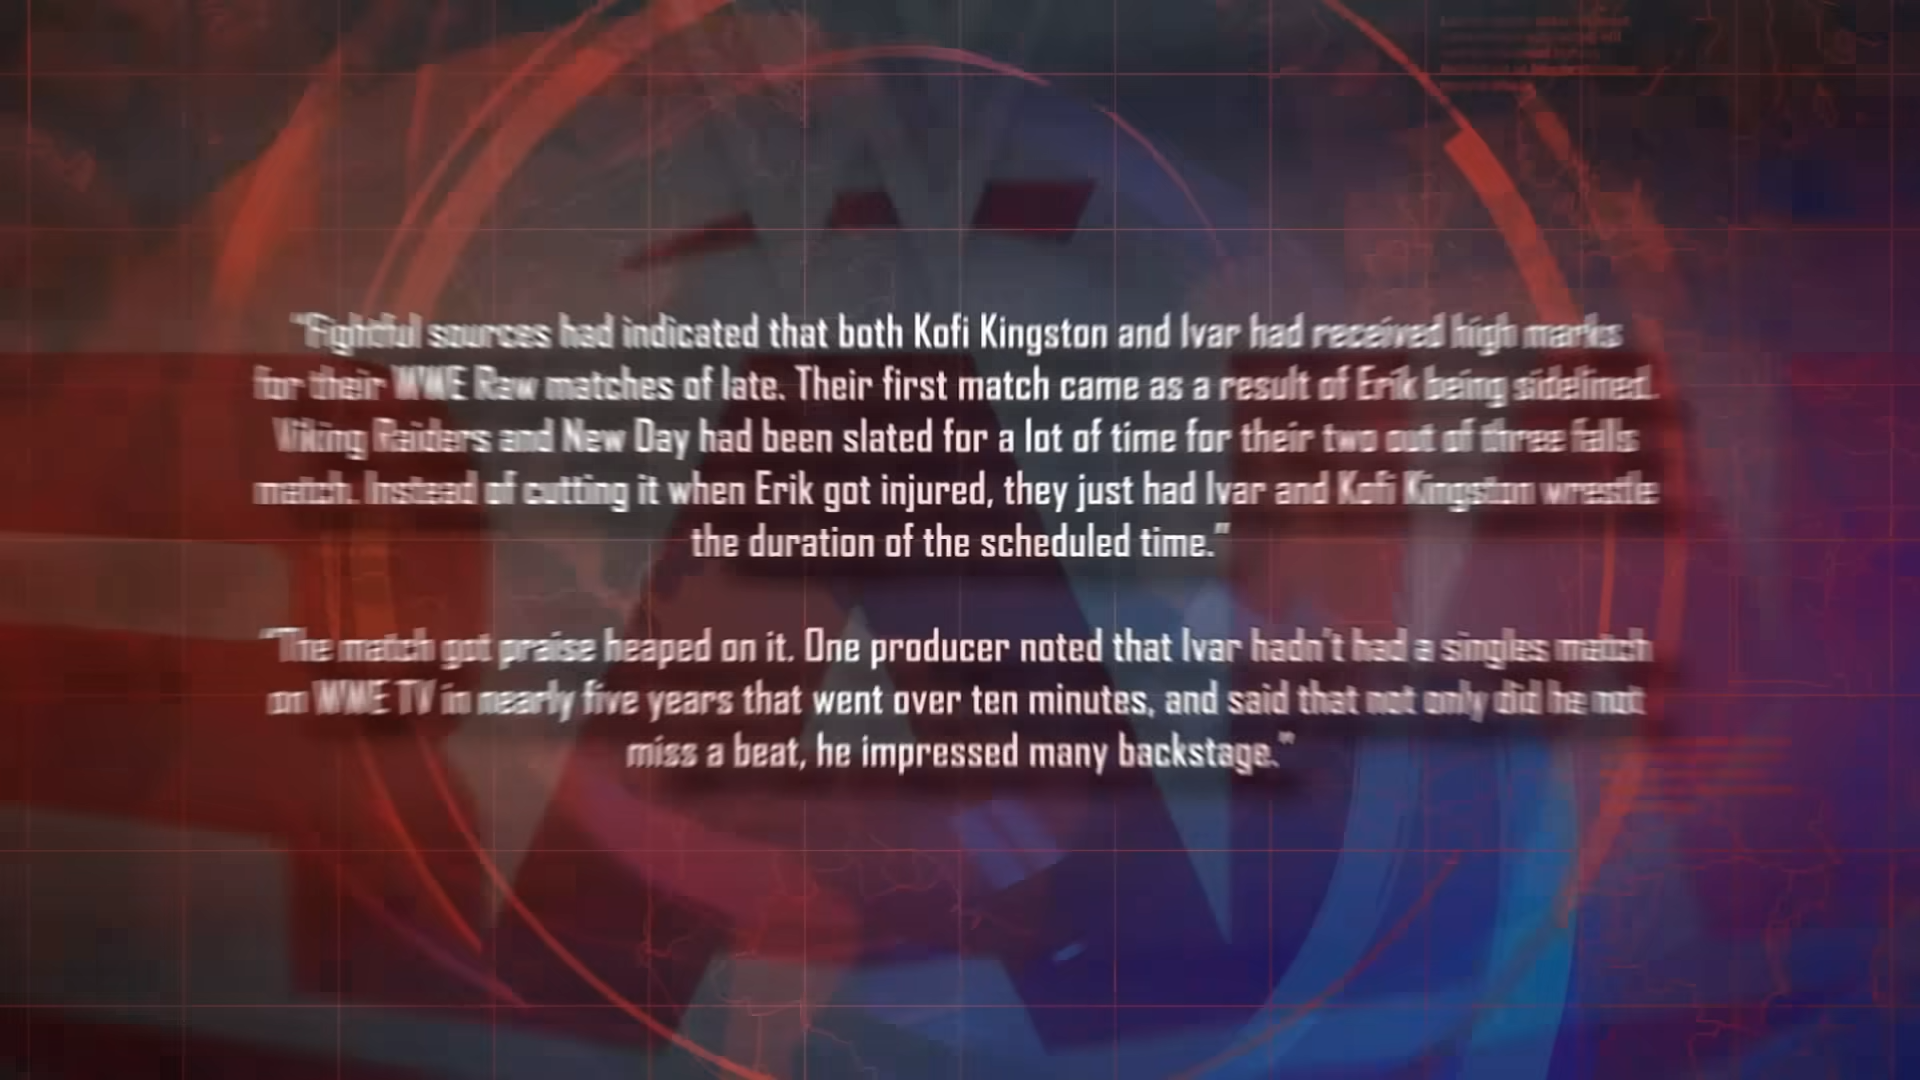 "Fightful sources had indicated that both Kofi Kingston and Ivar had received high marks
for their WWE Raw matches of late. Their first match came as a result of Erik being sidelined.
Viking Raiders and New Day had been slated for a lot of time for their two out of three falls
match. Instead of cutting it when Erik got injured, they just had Ivar and Kofi Kingston wrestle
the duration of the scheduled time."
"The match got praise heaped on it. One producer noted that Ivar hadn't had a singles match
on WWE TV in nearly five years that went over ten minutes, and said that not only did he not
miss a beat, he impressed many backstage."